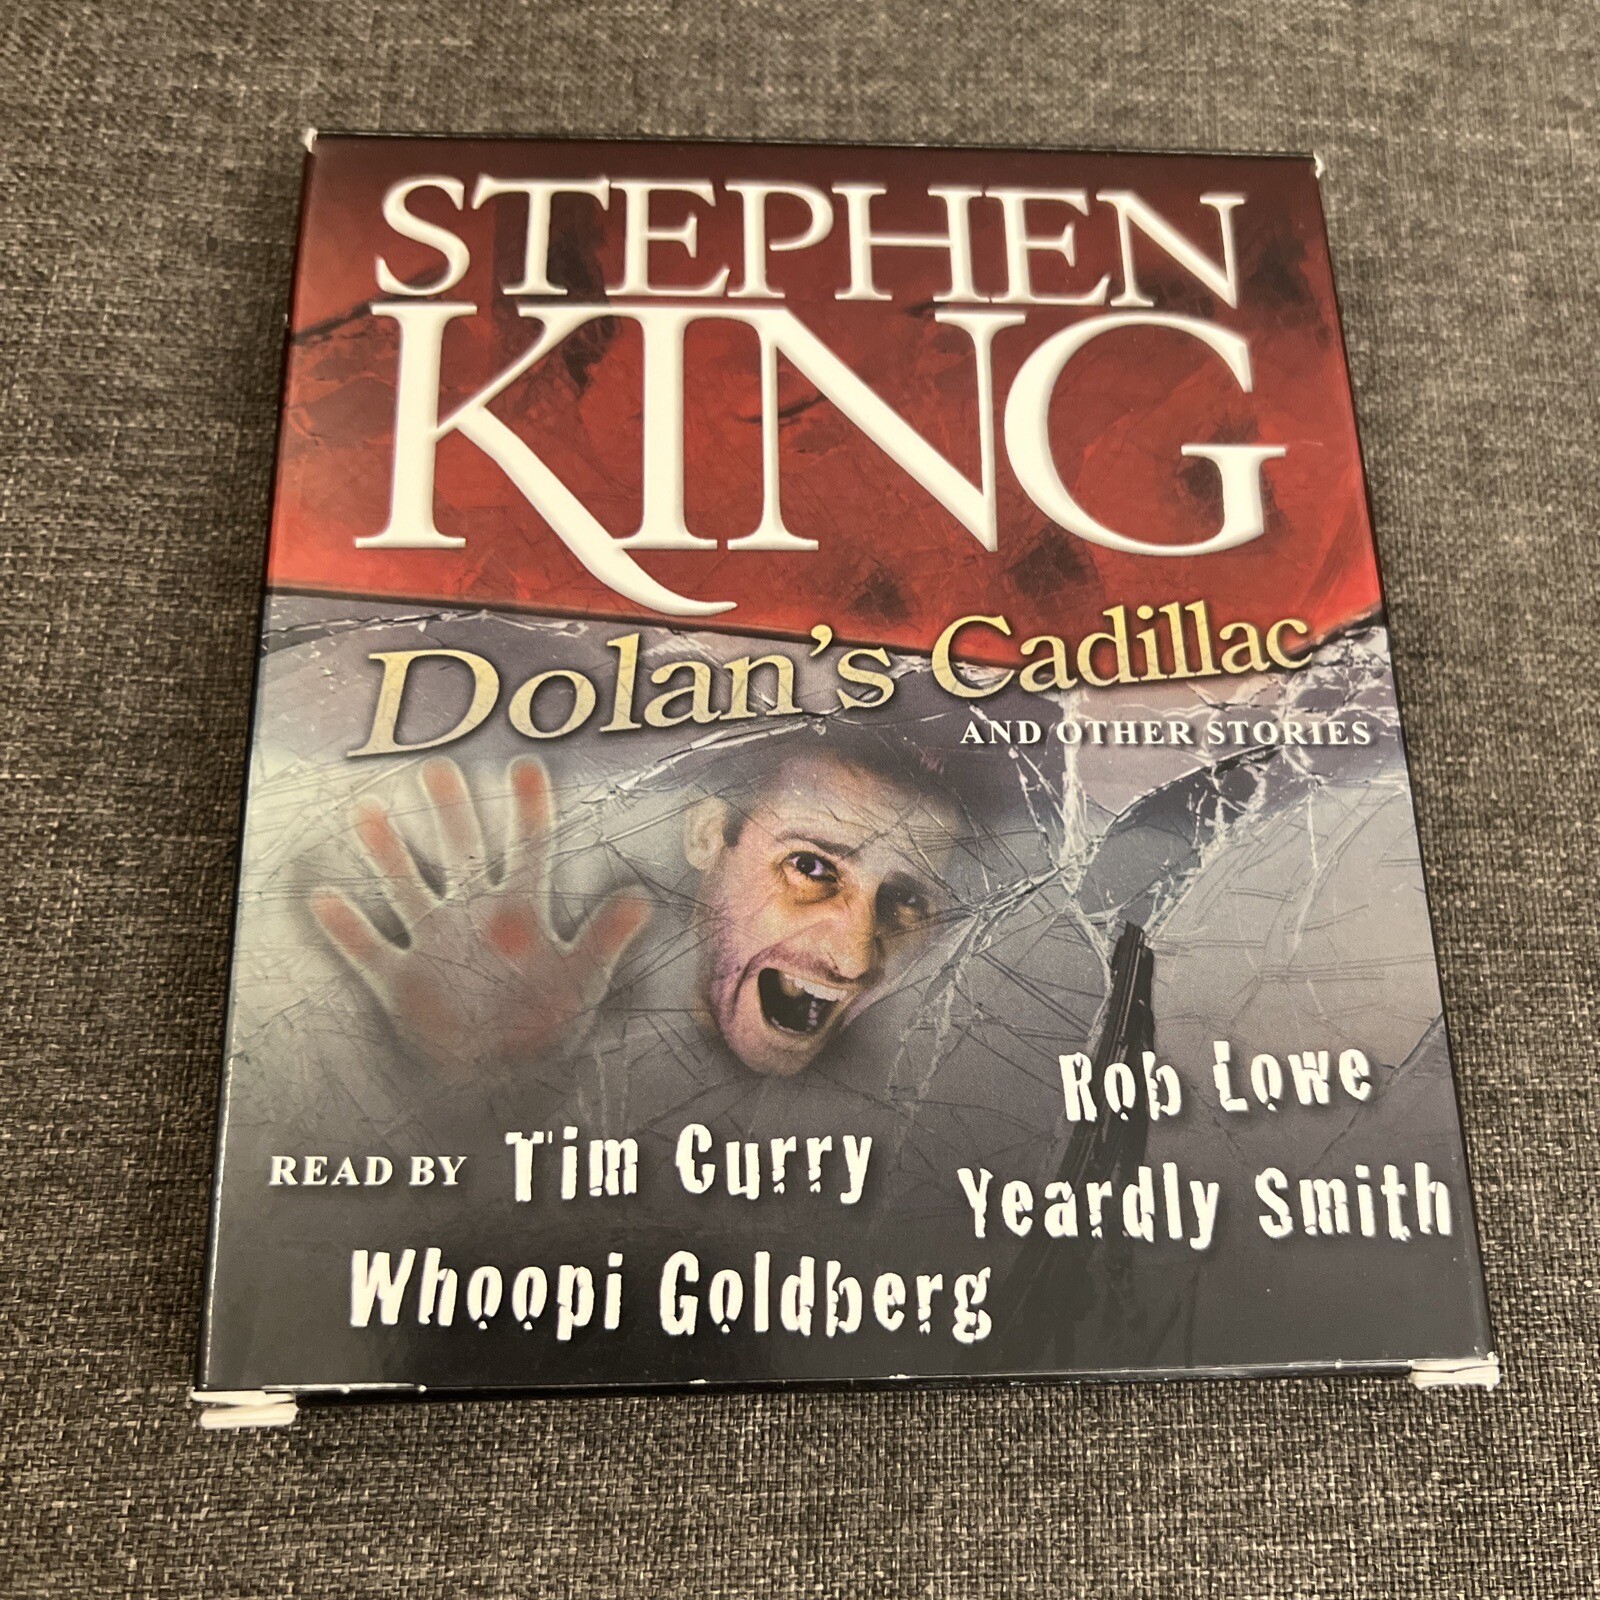 STEPHEN
KING
Dolan's Cadillac
AND OTHER STORIES
READ BY Tim Curry
Rob Lowe
Whoopi Goldberg
Yeardly Smith